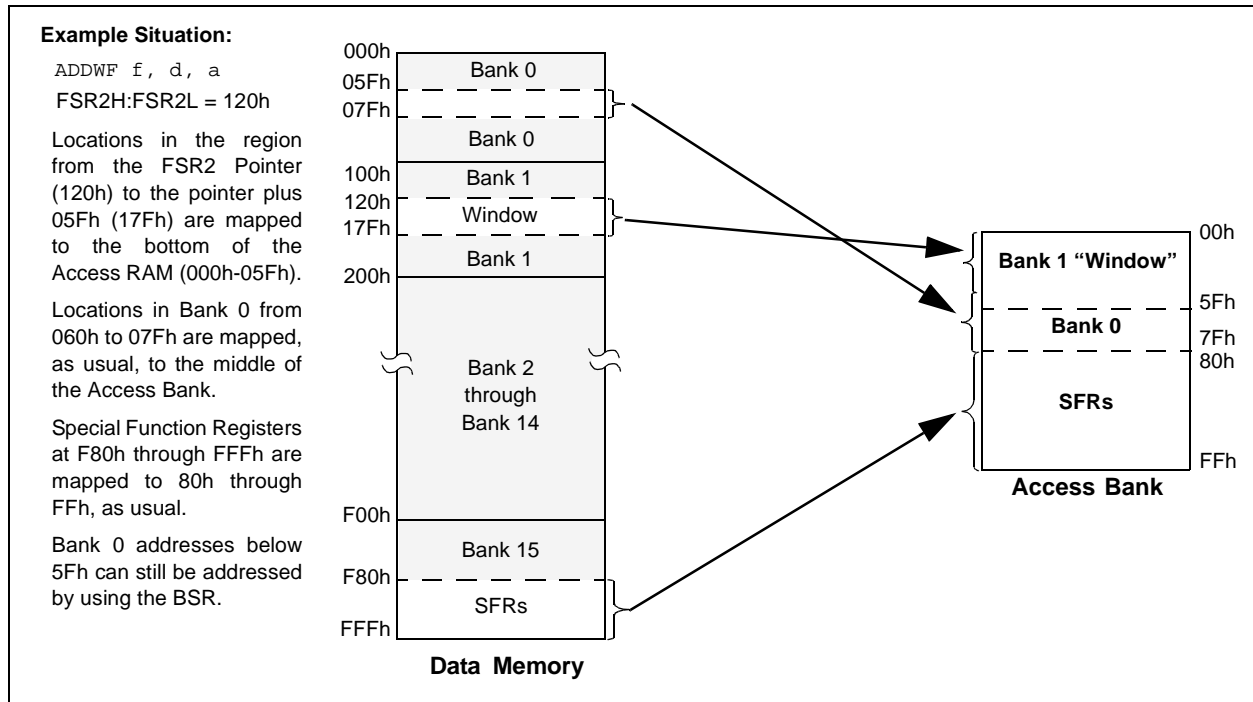 Example Situation:
ADDWF f, d, a
FSR2H:FSR2L = 120h
Locations in the region
from the FSR2 Pointer
(120h) to the pointer plus
05Fh (17Fh) are mapped
to the bottom of the
Access RAM (000h-05Fh).
Locations in Bank 0 from
060h to 07Fh are mapped,
as usual, to the middle of
the Access Bank.
Special Function Registers
at F80h through FFFh are
mapped to 80h through
FFh, as usual.
Bank 0 addresses below
5Fh can still be addressed
by using the BSR.
000h
Bank 0
05Fh
07Fh
Bank 0
100h
Bank 1
120h
Window
17Fh
Bank 1
200h
Bank 2
through
Bank 14
F00h
Bank 15
F80h
SFRs
FFFh
Data Memory
00h
Bank 1 “Window”
5Fh
Bank 0
7Fh
80h
SFRs
FFh
Access Bank